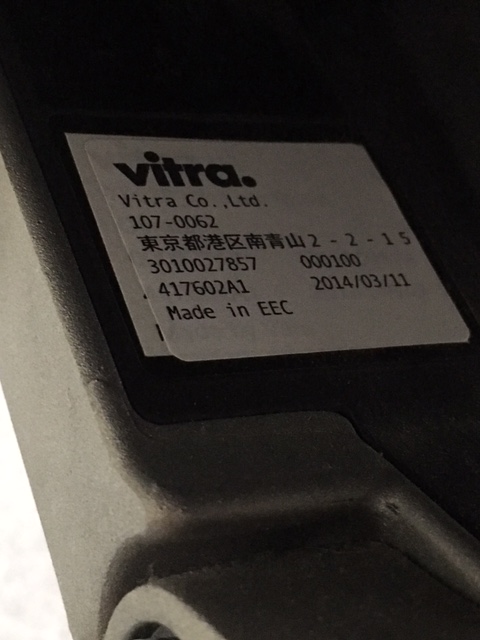 vitra.
Vitra Co.,Ltd.
107-0062
東京都港区南青山2-2-15
3010027857 000100
417602A1 2014/03/11
Made in EEC